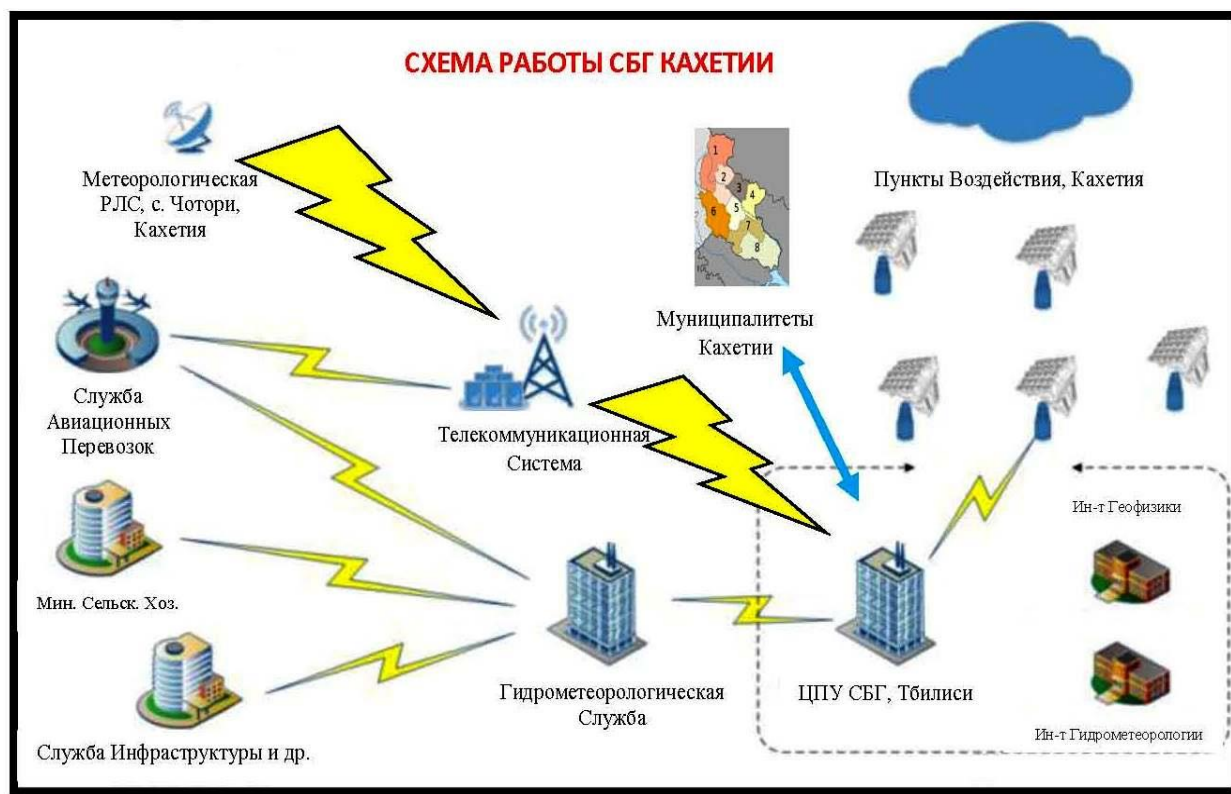 СХЕМА РАБОТЫ СБГ КАХЕТИИ
Метеорологическая
РЛС, с. Чотори,
Кахетия
1
2
3
4
5
6
7
8
Пункты Воздействия, Кахетия
Муниципалитеты
Кахетии
Служба
Авиационных
Перевозок
Телекоммуникационная
Система
Ин-т Геофизики
Мин. Сельск. Хоз.
Гидрометеорологическая
Служба
ЦПУ СБГ, Тбилиси
Ин-т Гидрометеорологии
Служба Инфраструктуры и др.